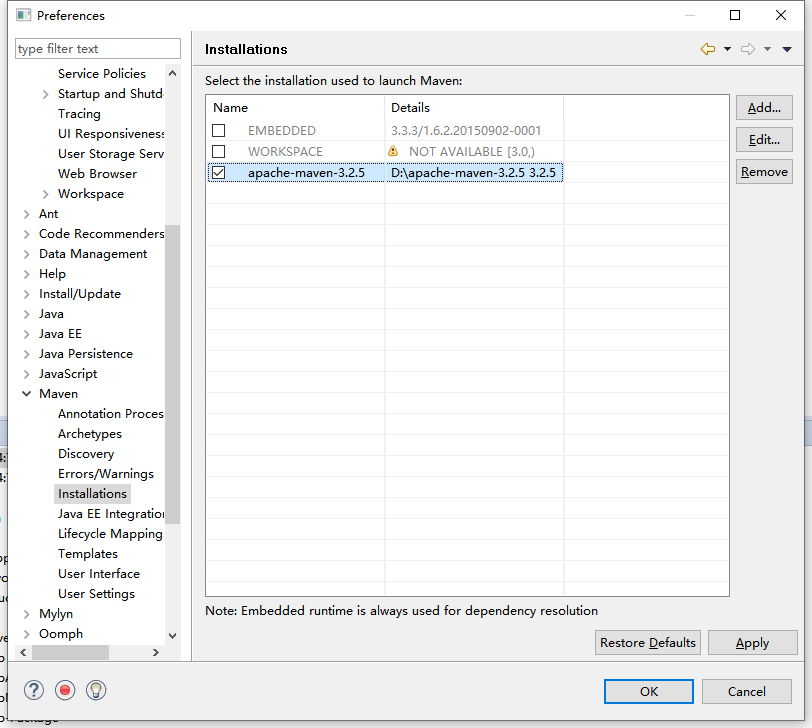 Preferences
type filter text
Service Policies
Startup and Shutd
Tracing
UI Responsiveness
User Storage Serv
Web Browser
Workspace
Ant
Code Recommenders
Data Management
Help
Install/Update
Java
Java EE
Java Persistence
JavaScript
Maven
Annotation Proces
Archetypes
Discovery
Errors/Warnings
Installations
Java EE Integration
Lifecycle Mapping
Templates
User Interface
User Settings
Mylyn
Oomph
Installations
Select the installation used to launch Maven:
Name Details
EMBEDDED 3.3.3/1.6.2.20150902-0001
WORKSPACE NOT AVAILABLE [3.0,)
apache-maven-3.2.5 D:\apache-maven-3.2.5 3.2.5
Add...
Edit...
Remove
Note: Embedded runtime is always used for dependency resolution
Restore Defaults Apply
OK Cancel